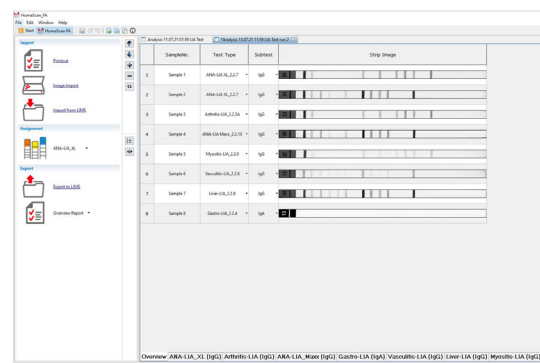 HumaScan_FA
File Edit Window Help
Start HumaScan FA
Import
Printout
Image Import
Import from LIMS
Assignment
ANA-LIA_XL
Export
Export to LIMS
Overview Report
Analysis 11.07.21 07:39 LIA Test
*Analysis 13.07.21 11:39 LIA Test run 2
SampleNo. Test Type Subtest Strip Image
1 Sample 1 ANA-LIA XL_2.2.7 IgG
2 Sample 2 ANA-LIA XL_2.2.7 IgG
3 Sample 3 Arthritis-LIA_2.2.5A IgG
4 Sample 4 ANA-LIA-Maxx_2.2.10 IgG
5 Sample 5 Myositis-LIA_2.2.0 IgG
6 Sample 6 Vasculitis-LIA_2.2.6 IgG
7 Sample 7 Liver-LIA_2.2.8 IgG
8 Sample 8 Gastro-LIA_2.2.4 IgA
Overview ANA-LIA_XL (IgG) Arthritis-LIA (IgG) ANA-LIA_Maxx (IgG) Gastro-LIA (IgA) Vasculitis-LIA (IgG) Liver-LIA (IgG) Myositis-LIA (IgG)